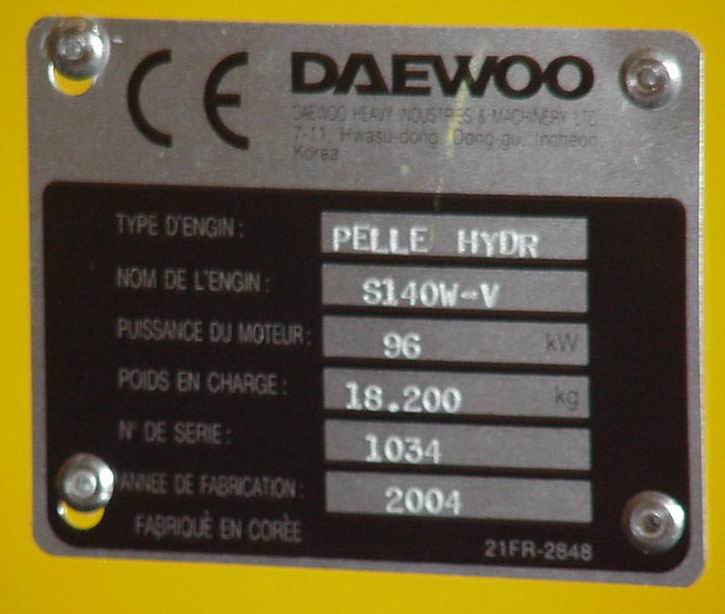 CE DAEWOO
DAEWOO HEAVY INDUSTRIES & MACHINERY LTD.
7-11, Hwasu-dong, Dong-gu, Incheon,
Korea
TYPE D'ENGIN : PELLE HYDR
NOM DE L'ENGIN : S140W-V
PUISSANCE DU MOTEUR : 96 kW
POIDS EN CHARGE : 18.200 kg
N° DE SERIE : 1034
ANNEE DE FABRICATION : 2004
FABRIQUÈ EN CORÈE
21FR-2848